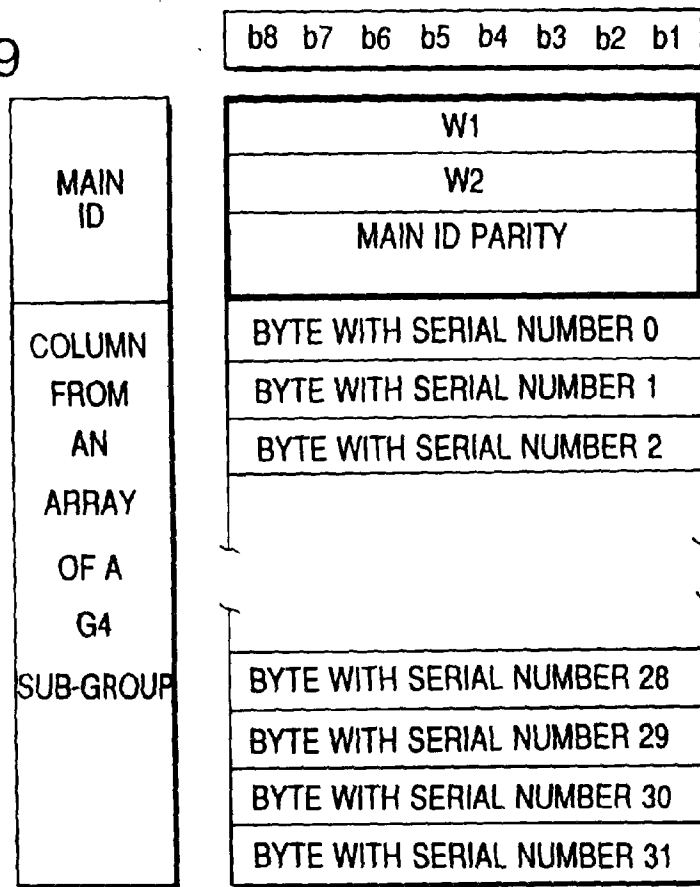 9
b8 b7 b6 b5 b4 b3 b2 b1
MAIN
ID
W1
W2
MAIN ID PARITY
COLUMN
FROM
AN
ARRAY
OF A
G4
SUB-GROUP
BYTE WITH SERIAL NUMBER 0
BYTE WITH SERIAL NUMBER 1
BYTE WITH SERIAL NUMBER 2
BYTE WITH SERIAL NUMBER 28
BYTE WITH SERIAL NUMBER 29
BYTE WITH SERIAL NUMBER 30
BYTE WITH SERIAL NUMBER 31